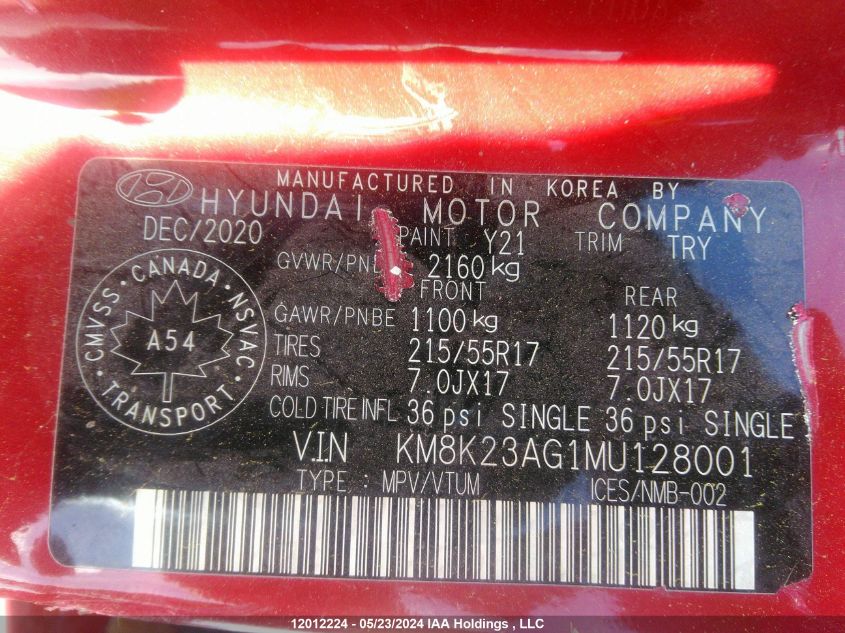 MANUFACTURED IN KOREA BY
HYUNDAI MOTOR COMPANY
DEC/2020 PAINT Y21 TRIM TRY
GVWR/PNB 2160 kg
FRONT REAR
GAWR/PNBE 1100 kg 1120 kg
TIRES 215/55R17 215/55R17
RIMS 7.0JX17 7.0JX17
COLD TIRE INFL 36 psi SINGLE 36 psi SINGLE
V.I.N KM8K23AG1MU128001
TYPE : MPV/VTUM ICES/NMB-002
CMVSS · CANADA · NSVAC
A54
TRANSPORT
12012224 - 05/23/2024 IAA Holdings , LLC